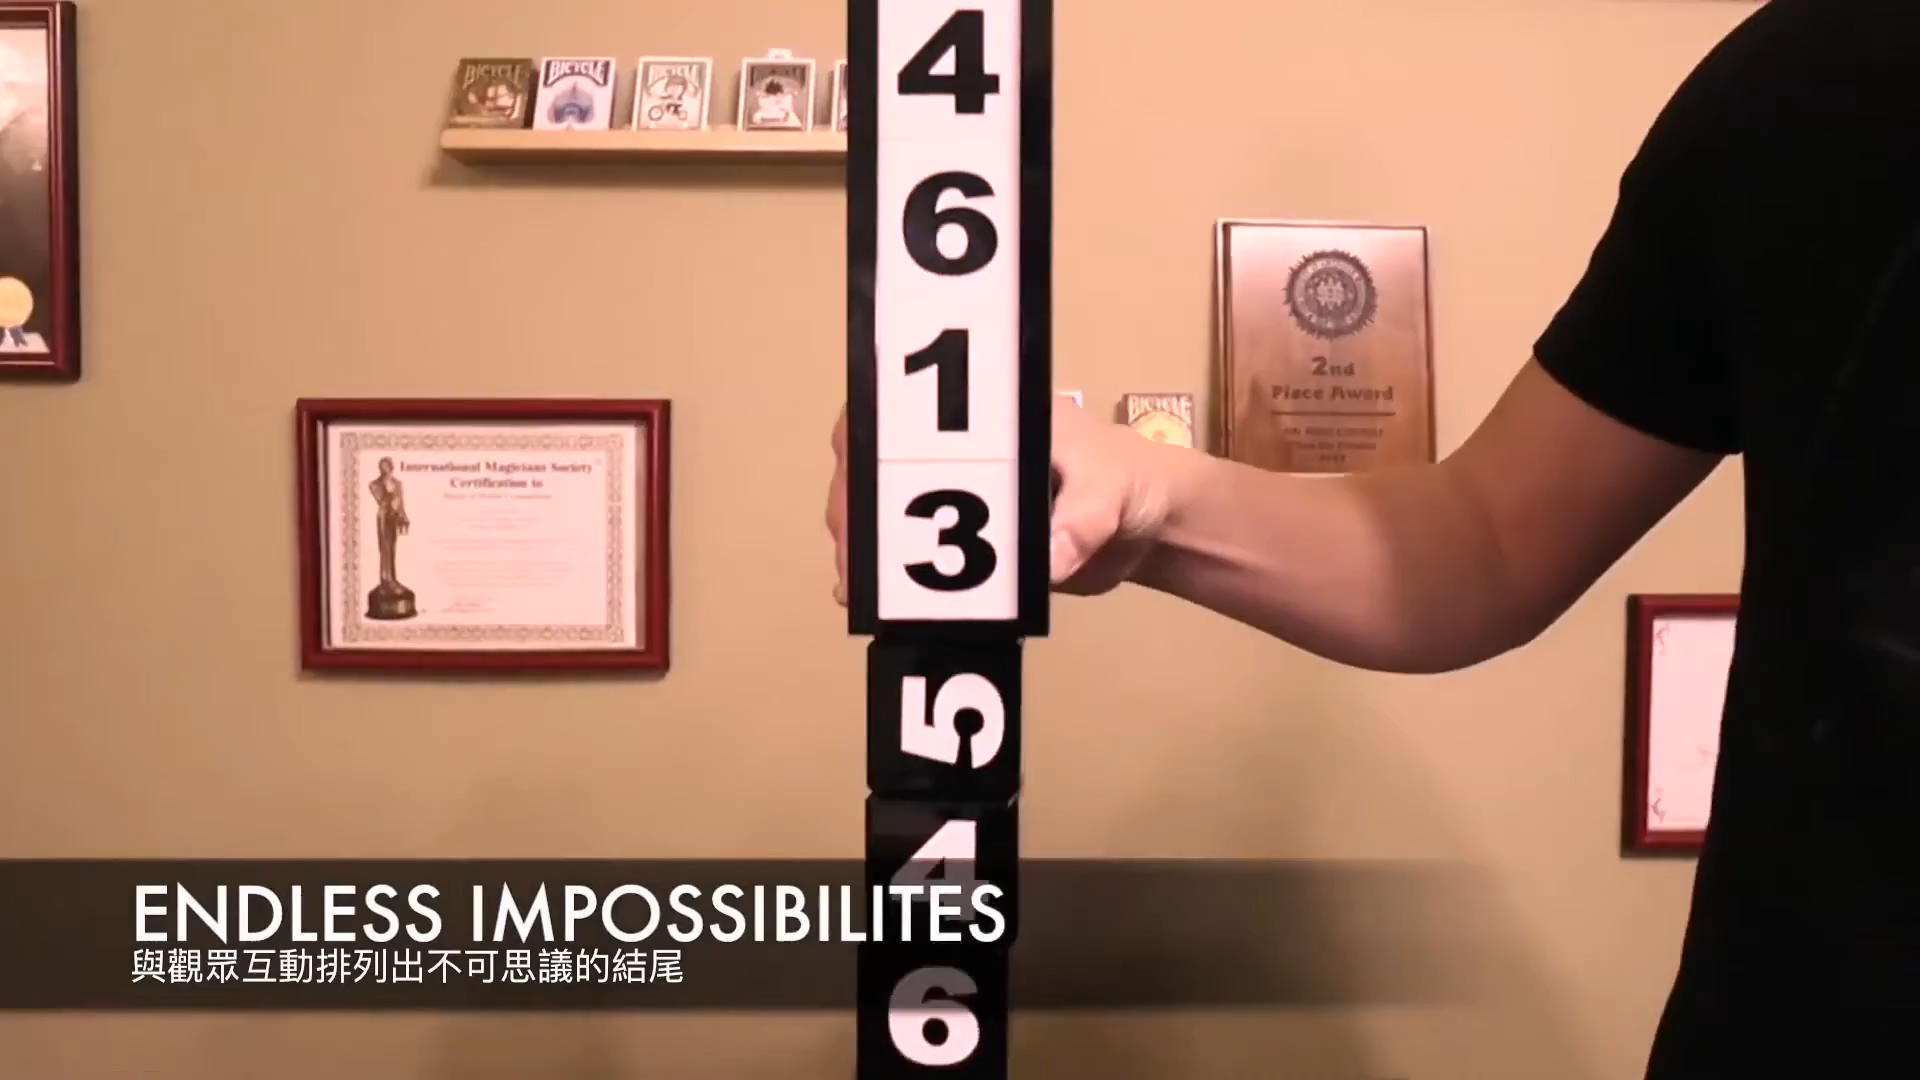 BICYCLE
BICYCLE
BICYCLE
4
6
1
3
5
4
6
BICYCLE
2nd
Place Award
International Magicians Society
Certification to
ENDLESS IMPOSSIBILITES
與觀眾互動排列出不可思議的結尾